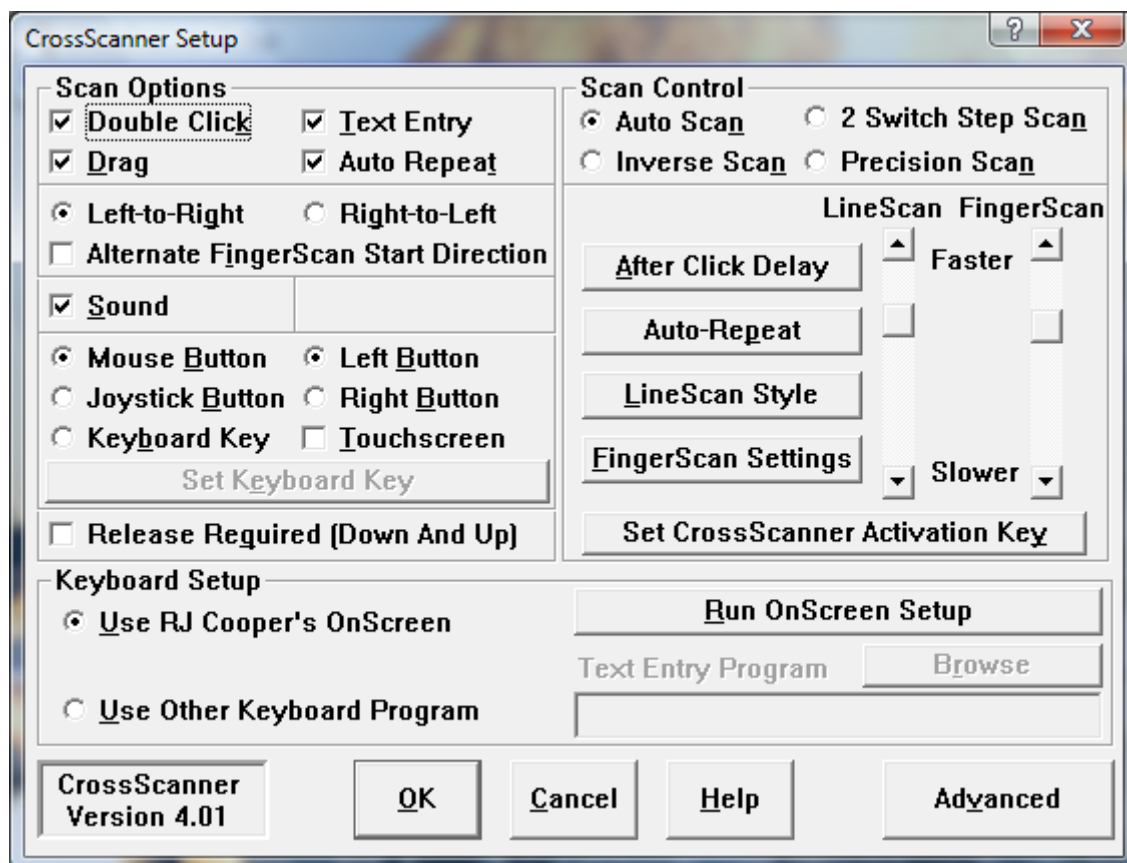 CrossScanner Setup
Scan Options
Double Click Text Entry
Drag Auto Repeat
Left-to-Right Right-to-Left
Alternate FingerScan Start Direction
Sound
Mouse Button Left Button
Joystick Button Right Button
Keyboard Key Touchscreen
Set Keyboard Key
Release Required (Down And Up)
Scan Control
Auto Scan 2 Switch Step Scan
Inverse Scan Precision Scan
LineScan FingerScan
After Click Delay Faster
Auto-Repeat
LineScan Style
FingerScan Settings Slower
Set CrossScanner Activation Key
Keyboard Setup
Use RJ Cooper's OnScreen Run OnScreen Setup
Text Entry Program Browse
Use Other Keyboard Program
CrossScanner
Version 4.01
OK Cancel Help Advanced